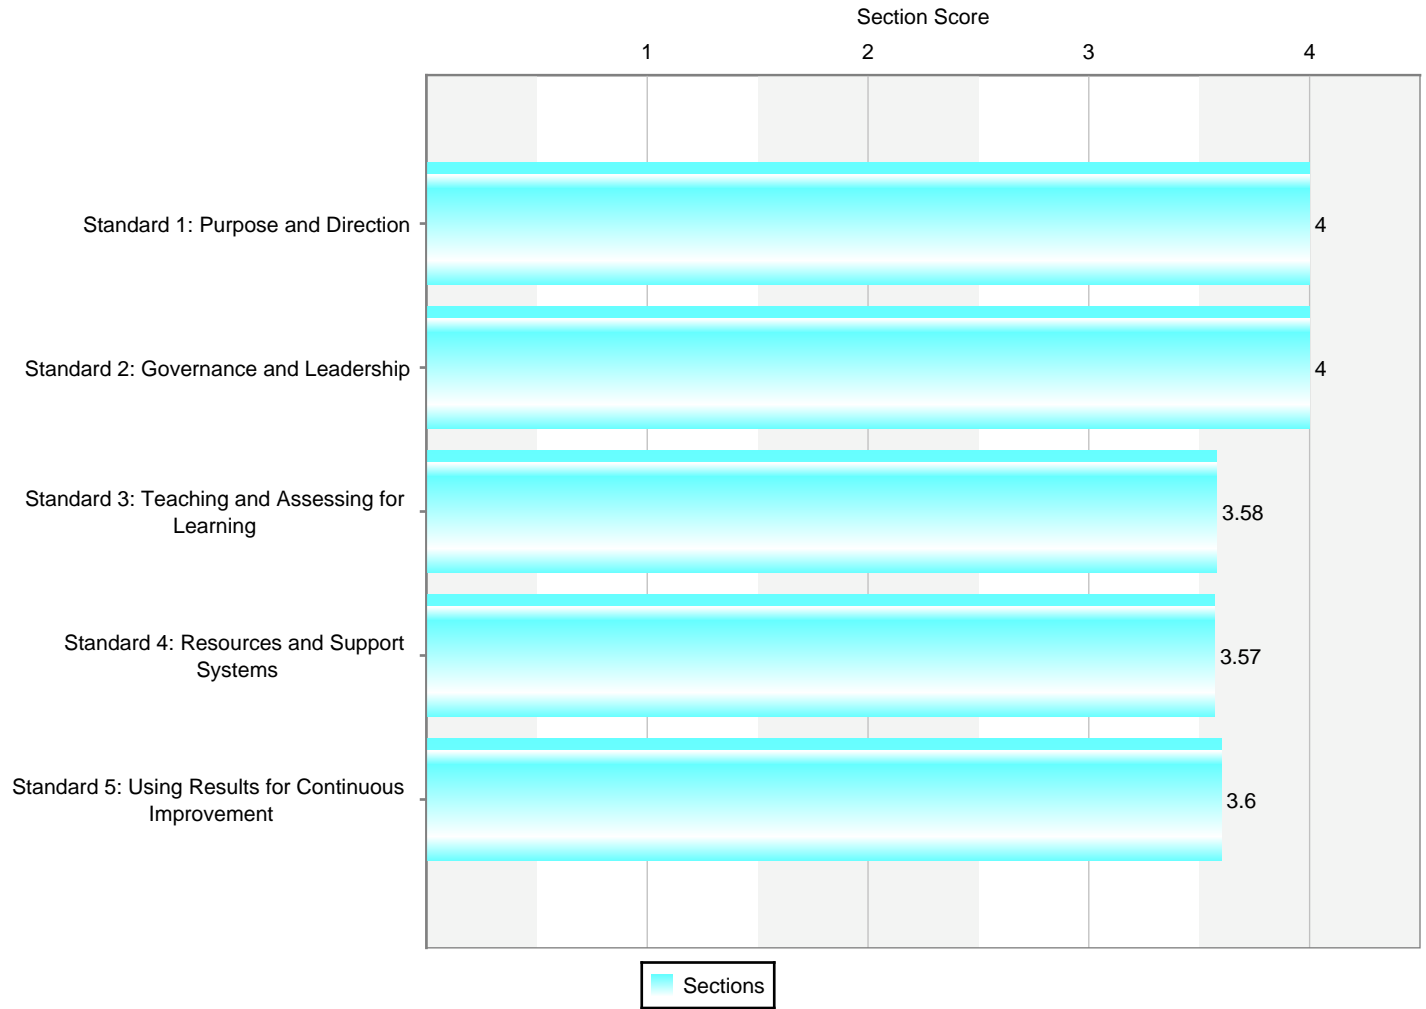 Section Score
1
2
3
4
Standard 1: Purpose and Direction
4
Standard 2: Governance and Leadership
4
Standard 3: Teaching and Assessing for
Learning
3.58
Standard 4: Resources and Support
Systems
3.57
Standard 5: Using Results for Continuous
Improvement
3.6
Sections